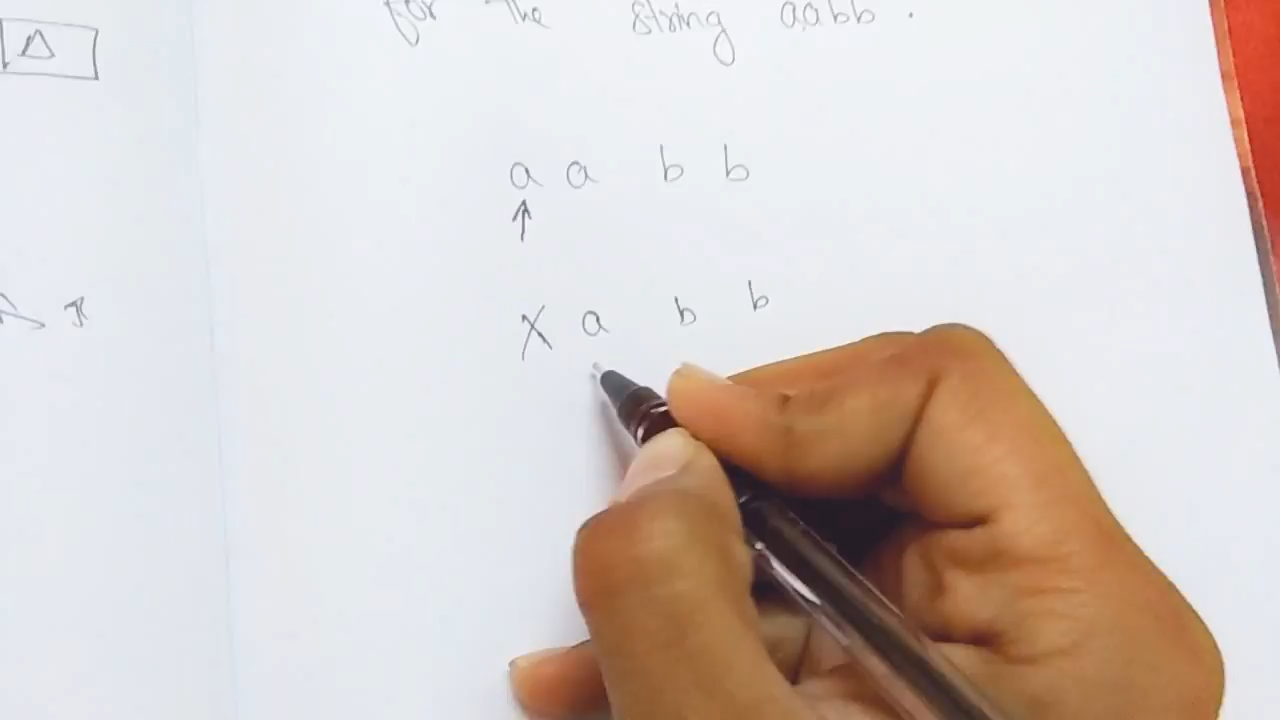 for the string aabb.
Δ
a a b b
↑
X a b b